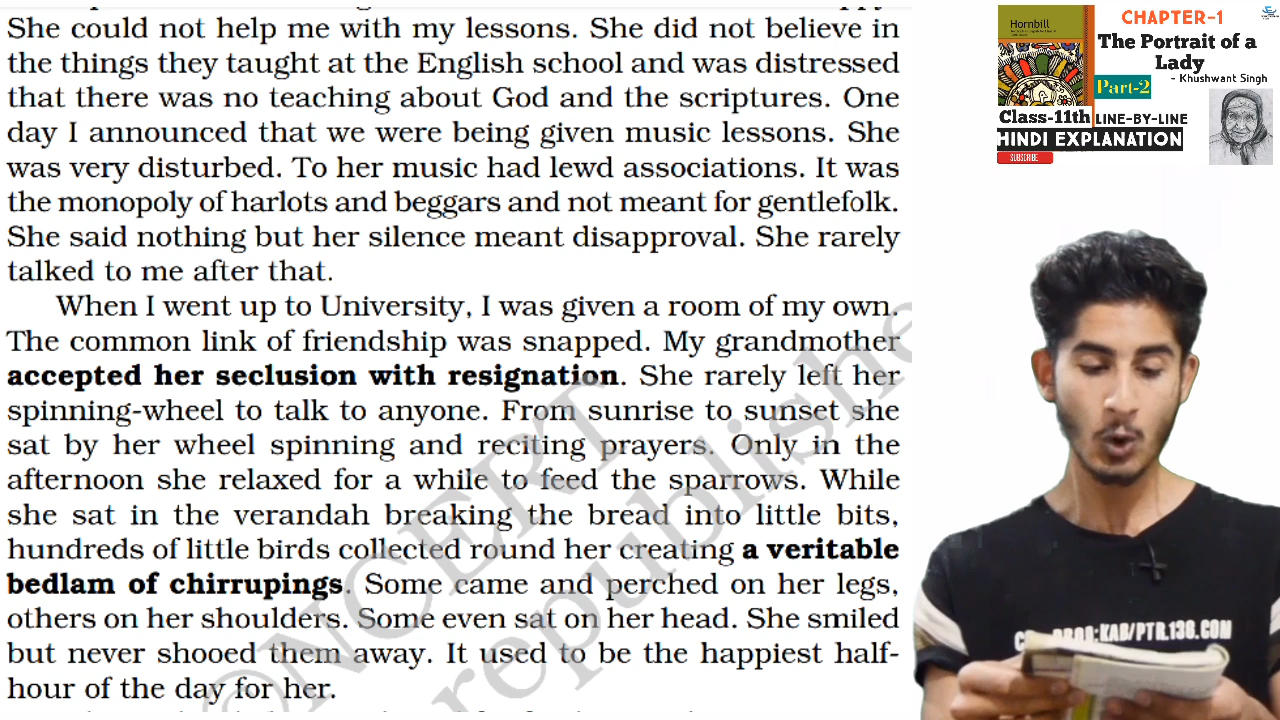 She could not help me with my lessons. She did not believe in
the things they taught at the English school and was distressed
that there was no teaching about God and the scriptures. One
day I announced that we were being given music lessons. She
was very disturbed. To her music had lewd associations. It was
the monopoly of harlots and beggars and not meant for gentlefolk.
She said nothing but her silence meant disapproval. She rarely
talked to me after that.
When I went up to University, I was given a room of my own.
The common link of friendship was snapped. My grandmother
accepted her seclusion with resignation. She rarely left her
spinning-wheel to talk to anyone. From sunrise to sunset she
sat by her wheel spinning and reciting prayers. Only in the
afternoon she relaxed for a while to feed the sparrows. While
she sat in the verandah breaking the bread into little bits,
hundreds of little birds collected round her creating a veritable
bedlam of chirrupings. Some came and perched on her legs,
others on her shoulders. Some even sat on her head. She smiled
but never shooed them away. It used to be the happiest half-
hour of the day for her.
©NCERT
republishe
Hornbill
CHAPTER-1
The Portrait of a
Lady
- Khushwant Singh
Part-2
Class-11th LINE-BY-LINE
HINDI EXPLANATION
SUBSCRIBE
:KAB/PTR.136.COM